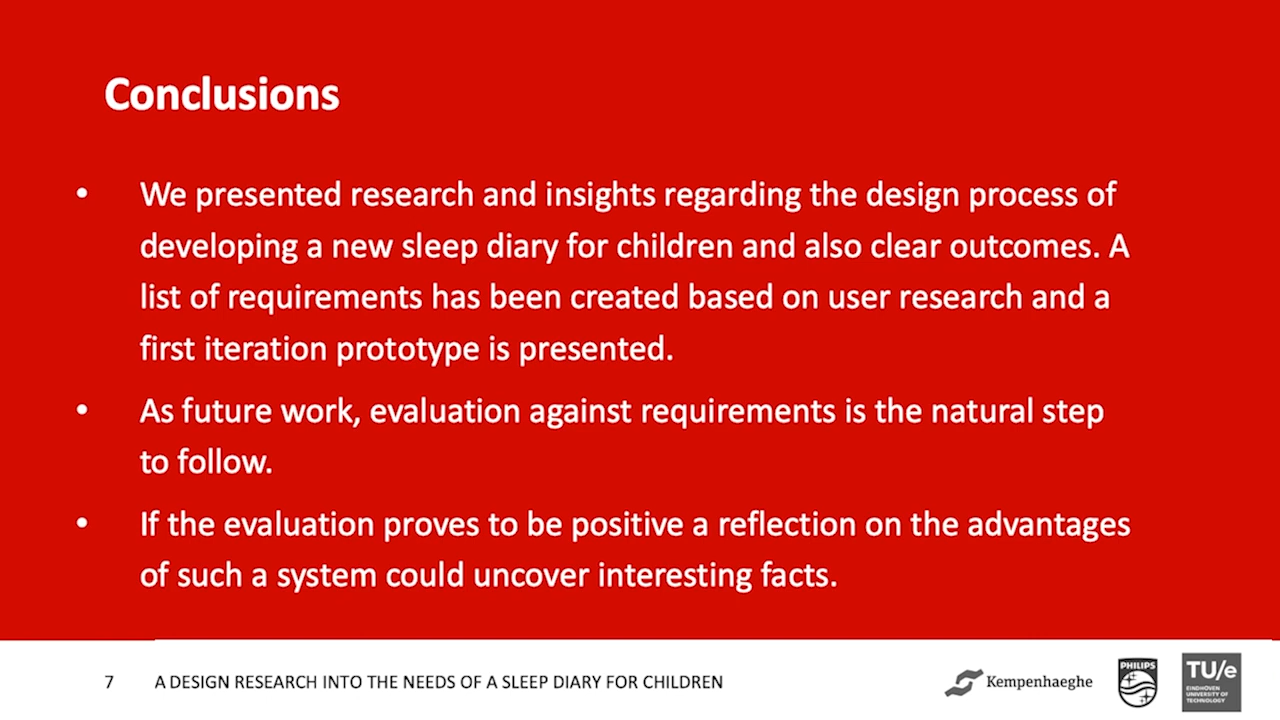 Conclusions
• We presented research and insights regarding the design process of
developing a new sleep diary for children and also clear outcomes. A
list of requirements has been created based on user research and a
first iteration prototype is presented.
• As future work, evaluation against requirements is the natural step
to follow.
• If the evaluation proves to be positive a reflection on the advantages
of such a system could uncover interesting facts.
7 A DESIGN RESEARCH INTO THE NEEDS OF A SLEEP DIARY FOR CHILDREN
Kempenhaeghe
PHILIPS
TU/e
EINDHOVEN
UNIVERSITY OF
TECHNOLOGY